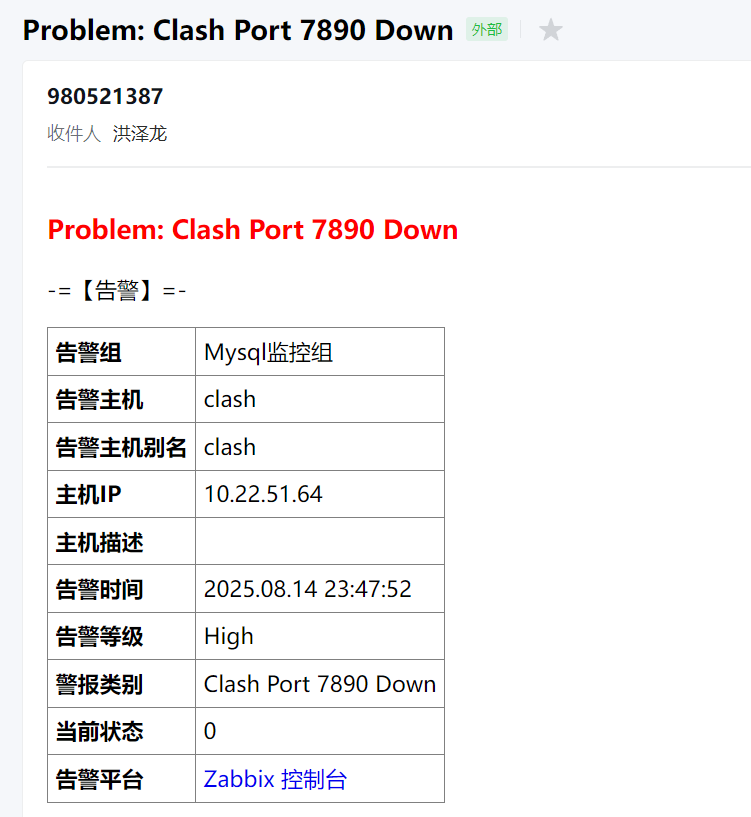 Problem: Clash Port 7890 Down 外部
980521387
收件人 洪泽龙
Problem: Clash Port 7890 Down
-=【告警】=-
告警组 Mysql监控组
告警主机 clash
告警主机别名 clash
主机IP 10.22.51.64
主机描述
告警时间 2025.08.14 23:47:52
告警等级 High
警报类别 Clash Port 7890 Down
当前状态 0
告警平台 Zabbix 控制台